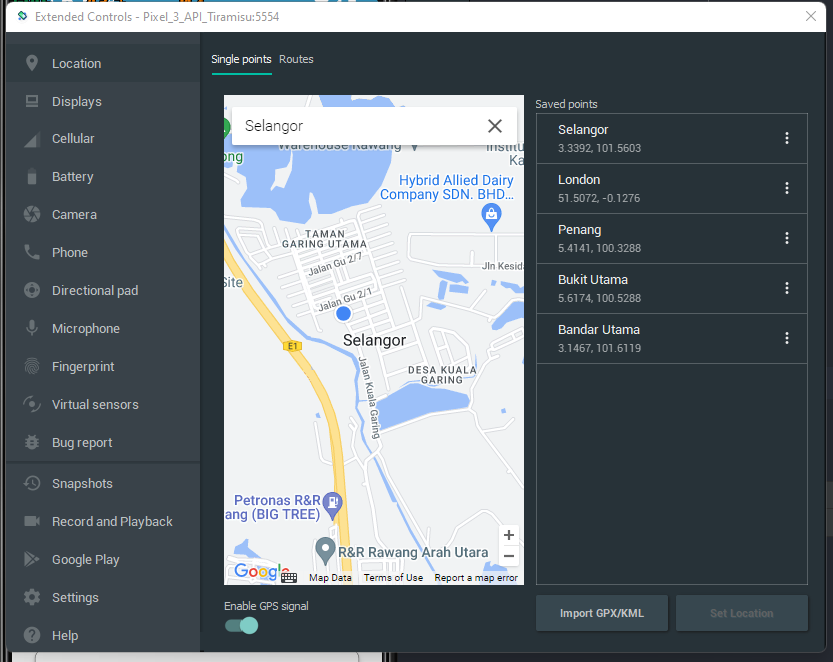 Extended Controls - Pixel_3_API_Tiramisu:5554
Location
Displays
Cellular
Battery
Camera
Phone
Directional pad
Microphone
Fingerprint
Virtual sensors
Bug report
Snapshots
Record and Playback
Google Play
Settings
Help
Single points
Routes
Selangor
Warehouse Rawang
Institu
Ka
ong
Hybrid Allied Dairy
Company SDN. BHD...
TAMAN
GARING UTAMA
Jalan Gu 2/7
Jln Kesida
Site
Jalan Gu 2/1
E1
Selangor
Jalan Kuala Garing
DESA KUALA
GARING
Petronas R&R
ang (BIG TREE)
R&R Rawang Arah Utara
+
−
Google
Map Data
Terms of Use
Report a map error
Enable GPS signal
Saved points
Selangor
3.3392, 101.5603
London
51.5072, -0.1276
Penang
5.4141, 100.3288
Bukit Utama
5.6174, 100.5288
Bandar Utama
3.1467, 101.6119
Import GPX/KML
Set Location